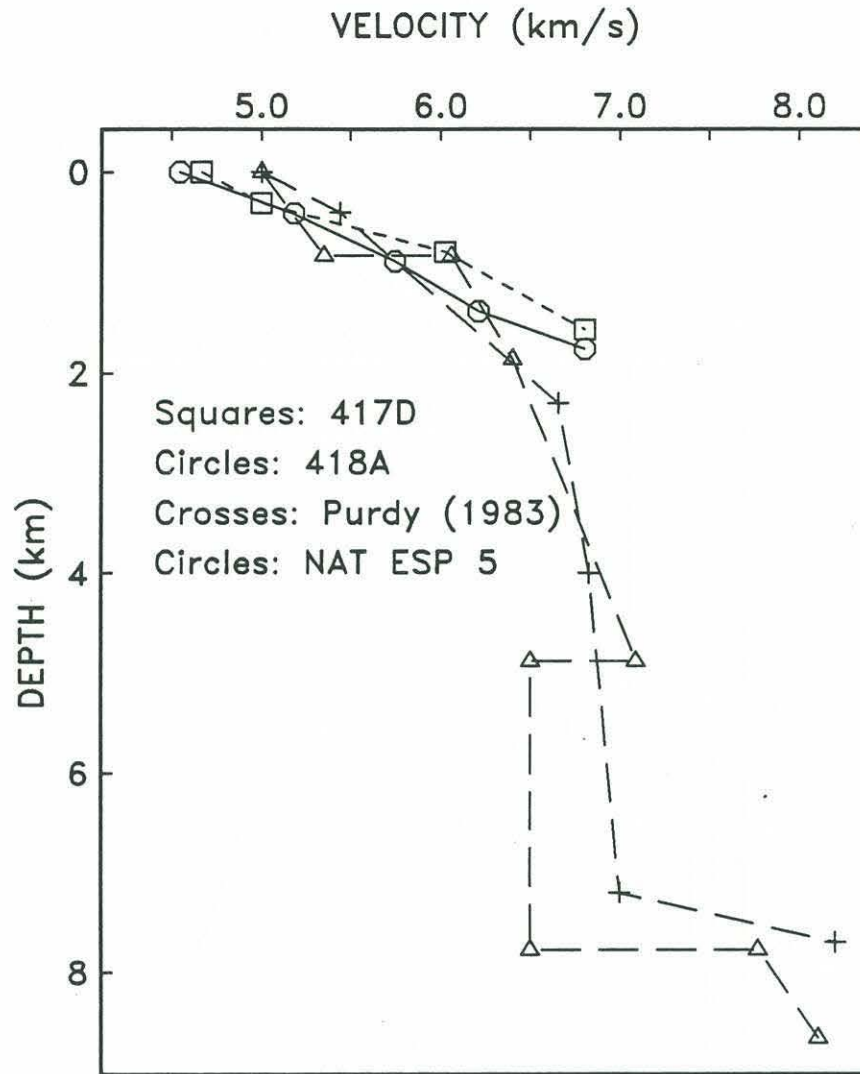 VELOCITY (km/s)
5.0 6.0 7.0 8.0
0
2
4
6
8
DEPTH (km)
Squares: 417D
Circles: 418A
Crosses: Purdy (1983)
Circles: NAT ESP 5